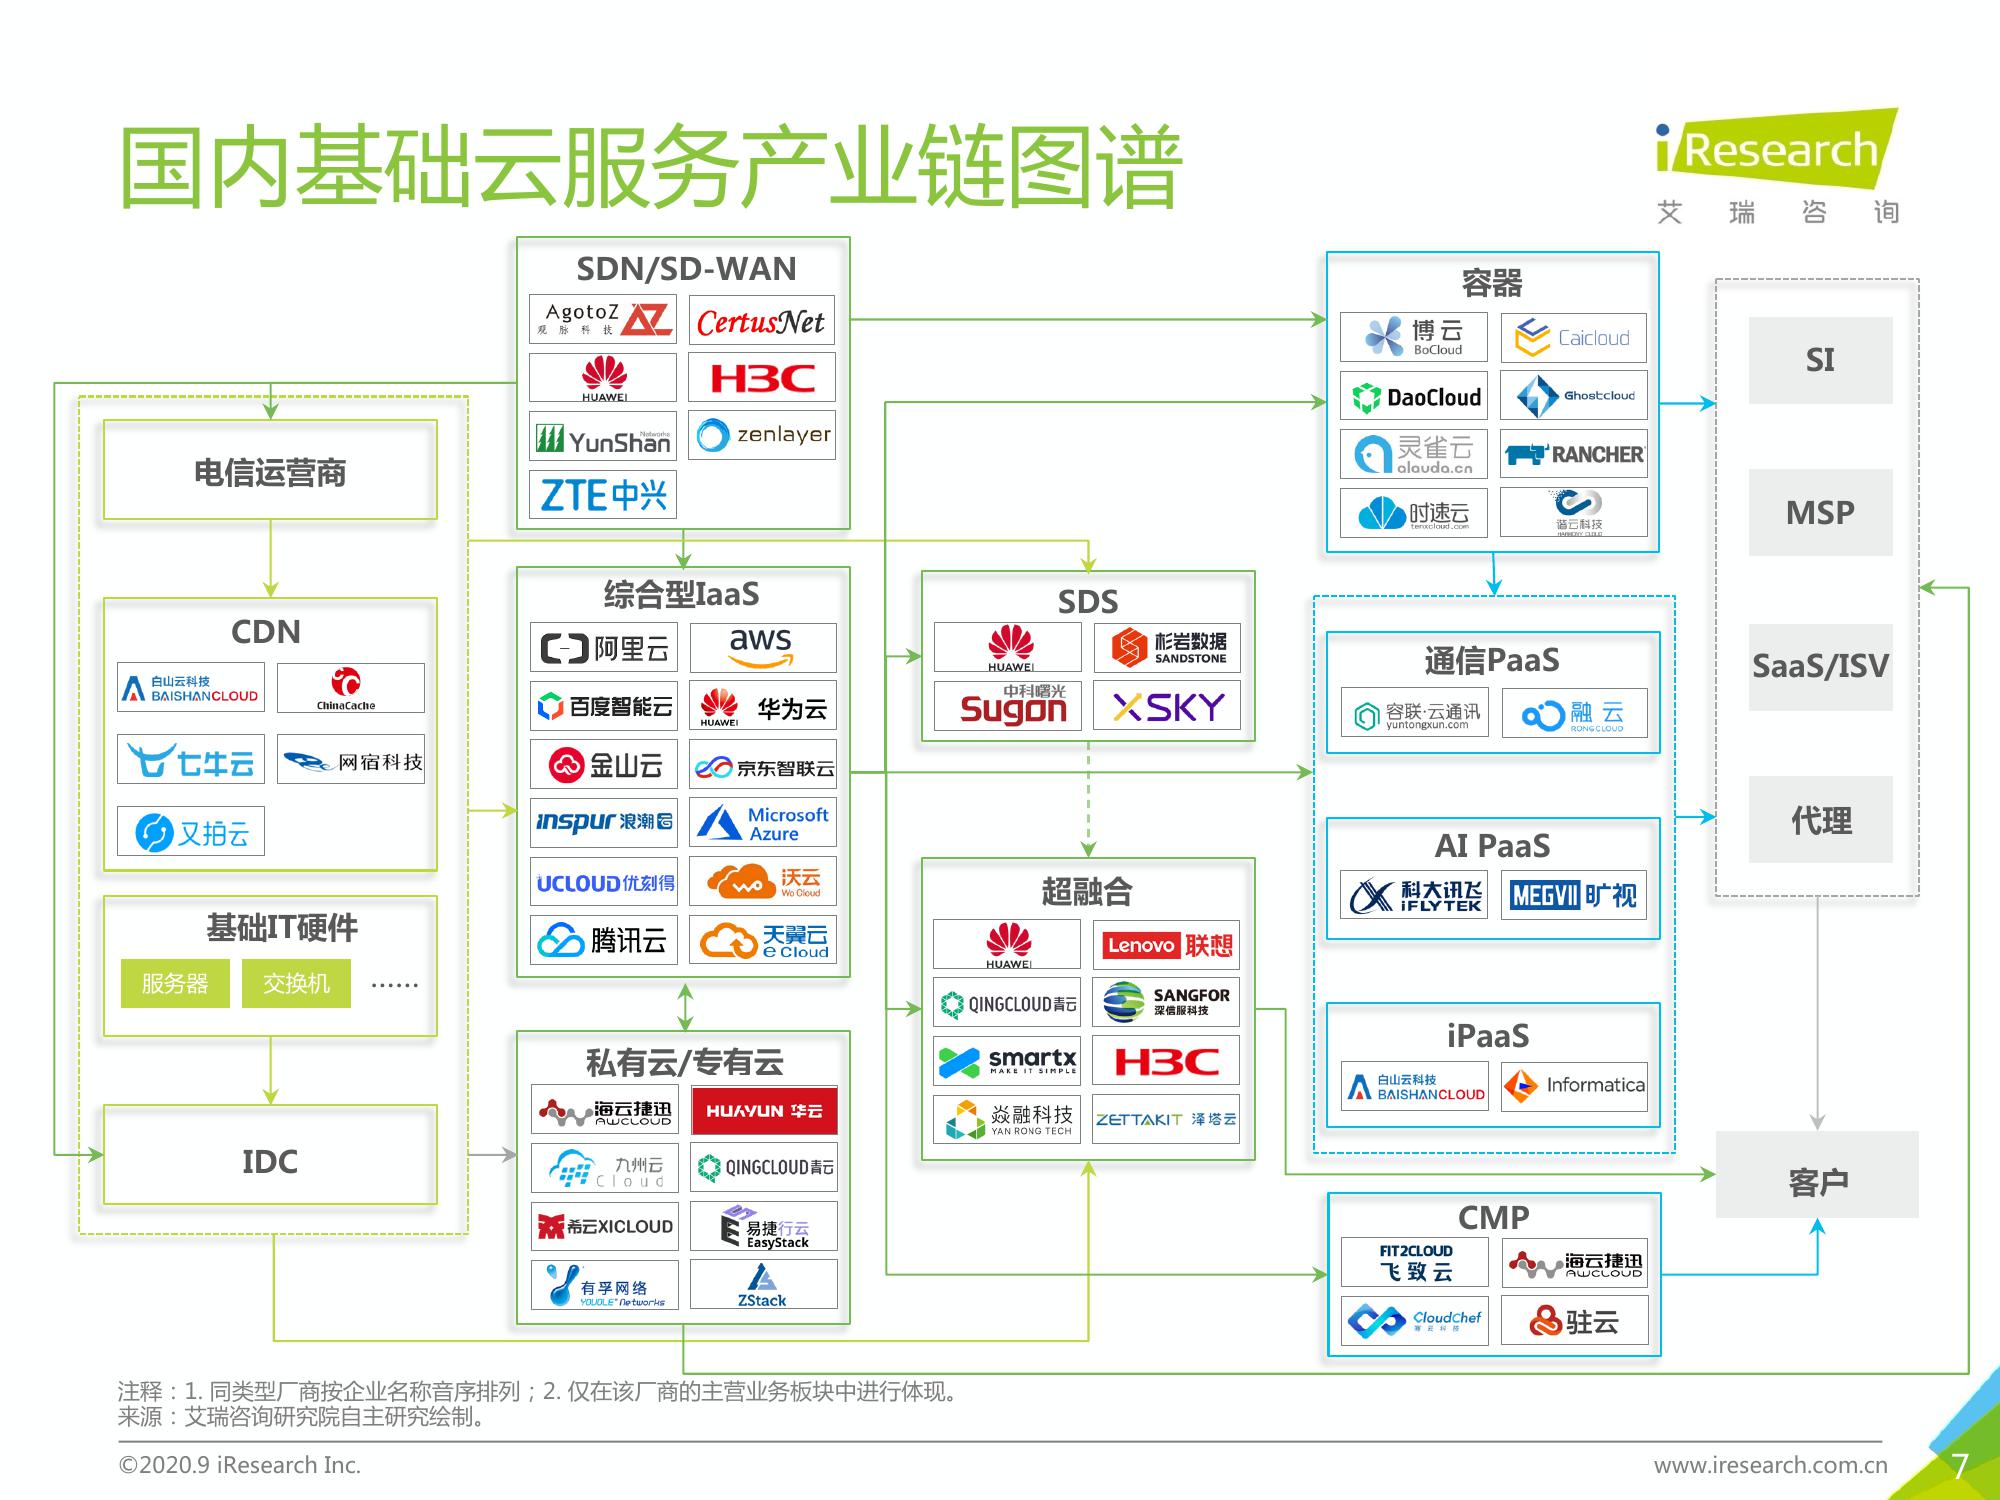 国内基础云服务产业链图谱
iResearch
艾瑞咨询
SDN/SD-WAN
AgotoZ
观脉科技
CertusNet
HUAWEI
H3C
YunShan
Networks
zenlayer
ZTE中兴
电信运营商
CDN
白山云科技
BAISHANCLOUD
ChinaCache
七牛云
网宿科技
又拍云
基础IT硬件
服务器
交换机
……
IDC
综合型IaaS
阿里云
aws
百度智能云
HUAWEI
华为云
金山云
京东智联云
inspur 浪潮
Microsoft
Azure
UCLOUD优刻得
wo
沃云
Wo Cloud
腾讯云
天翼云
e Cloud
私有云/专有云
海云捷迅
AWCLOUD
HUAYUN 华云
九州云
Cloud
QINGCLOUD青云
希云XICLOUD
易捷行云
EasyStack
有孚网络
YOVOLE Networks
ZStack
SDS
HUAWEI
杉岩数据
SANDSTONE
中科曙光
Sugon
XSKY
超融合
HUAWEI
Lenovo 联想
QINGCLOUD青云
SANGFOR
深信服科技
smartx
MAKE IT SIMPLE
H3C
焱融科技
YAN RONG TECH
ZETTAKIT 泽塔云
容器
博云
BoCloud
Caicloud
DaoCloud
Ghostcloud
灵雀云
alauda.cn
RANCHER
时速云
tenxcloud.com
谐云科技
HARMONY CLOUD
通信PaaS
容联·云通讯
yuntongxun.com
融云
RONGCLOUD
AI PaaS
科大讯飞
iFLYTEK
MEGVII 旷视
iPaaS
白山云科技
BAISHANCLOUD
Informatica
CMP
FIT2CLOUD
飞致云
海云捷迅
AWCLOUD
CloudChef
骞云科技
驻云
SI
MSP
SaaS/ISV
代理
客户
注释：1. 同类型厂商按企业名称音序排列；2. 仅在该厂商的主营业务板块中进行体现。
来源：艾瑞咨询研究院自主研究绘制。
©2020.9 iResearch Inc.
www.iresearch.com.cn
7